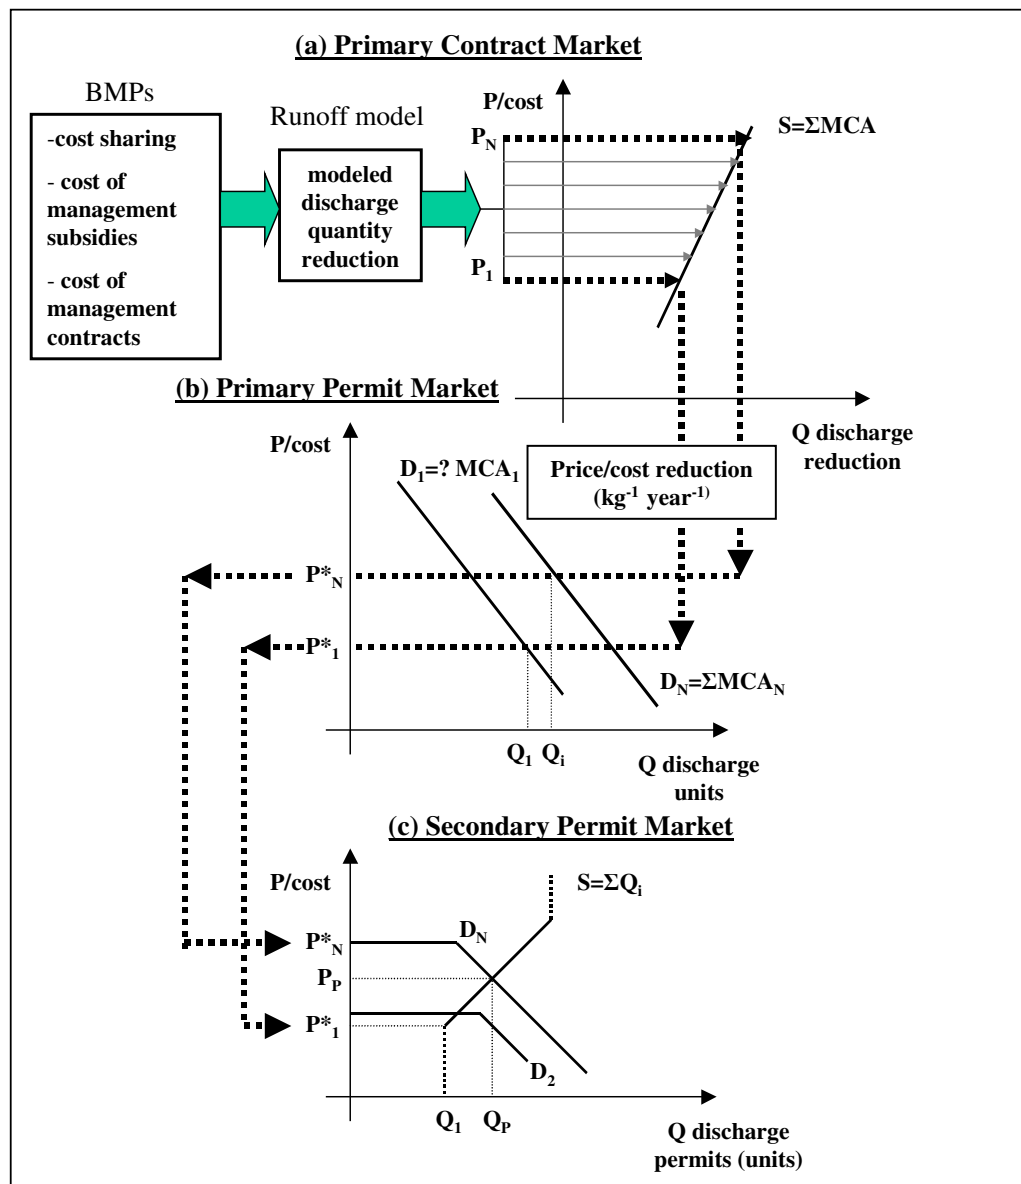 (a) Primary Contract Market
BMPs
-cost sharing
- cost of
management
subsidies
- cost of
management
contracts
Runoff model
modeled
discharge
quantity
reduction
P/cost
P_N
P_1
S=ΣMCA
Q discharge
reduction
(b) Primary Permit Market
P/cost
D_1=? MCA_1
Price/cost reduction
(kg^-1 year^-1)
P*_N
P*_1
D_N=ΣMCA_N
Q_1 Q_i
Q discharge
units
(c) Secondary Permit Market
P/cost
S=ΣQ_i
D_N
P*_N
P_P
P*_1
D_2
Q_1 Q_P
Q discharge
permits (units)